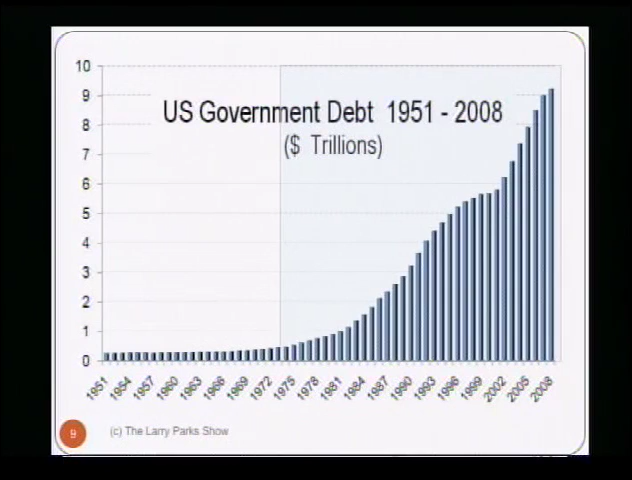 US Government Debt 1951 - 2008
($ Trillions)
10
9
8
7
6
5
4
3
2
1
0
1951 1954 1957 1960 1963 1966 1969 1972 1975 1978 1981 1984 1987 1990 1993 1996 1999 2002 2005 2008
9 (c) The Larry Parks Show